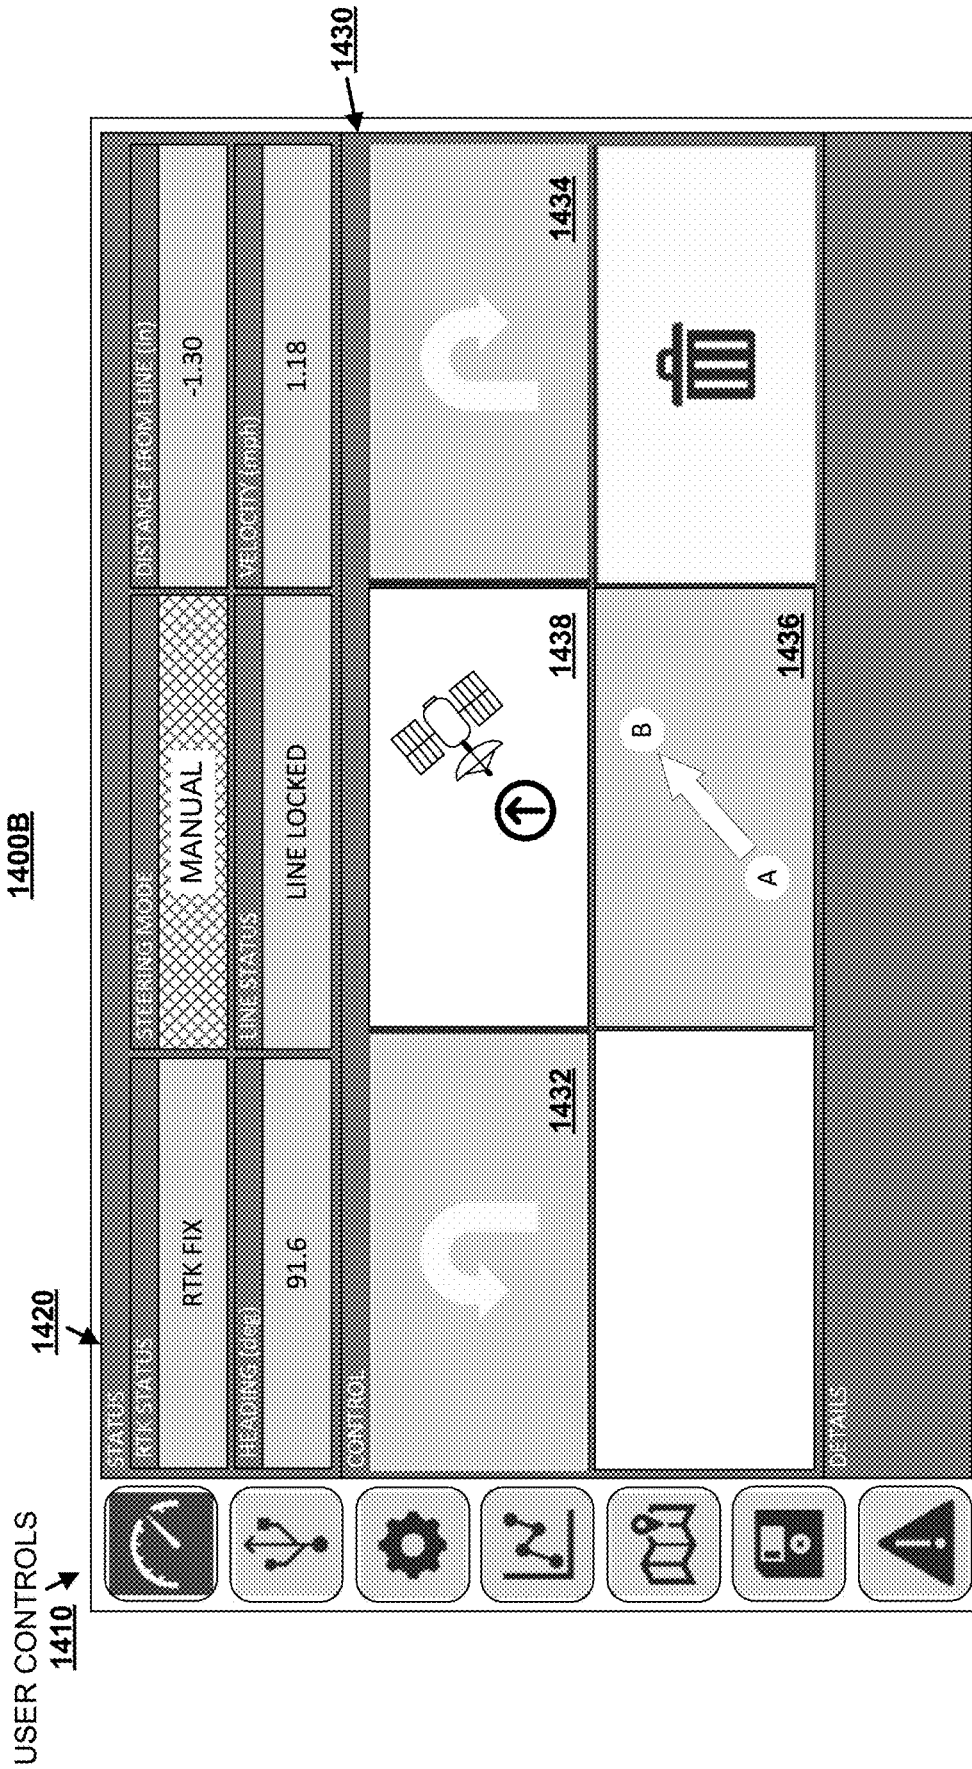 1400B
USER CONTROLS
1410
1420
1430
STATUS
RTK STATUS
STEERING MODE
DISTANCE FROM LINE (in)
RTK FIX
MANUAL
-1.30
HEADING (deg)
LINE STATUS
VELOCITY (mph)
91.6
LINE LOCKED
1.18
CONTROL
1432
1438
1434
A
B
1436
DETAILS